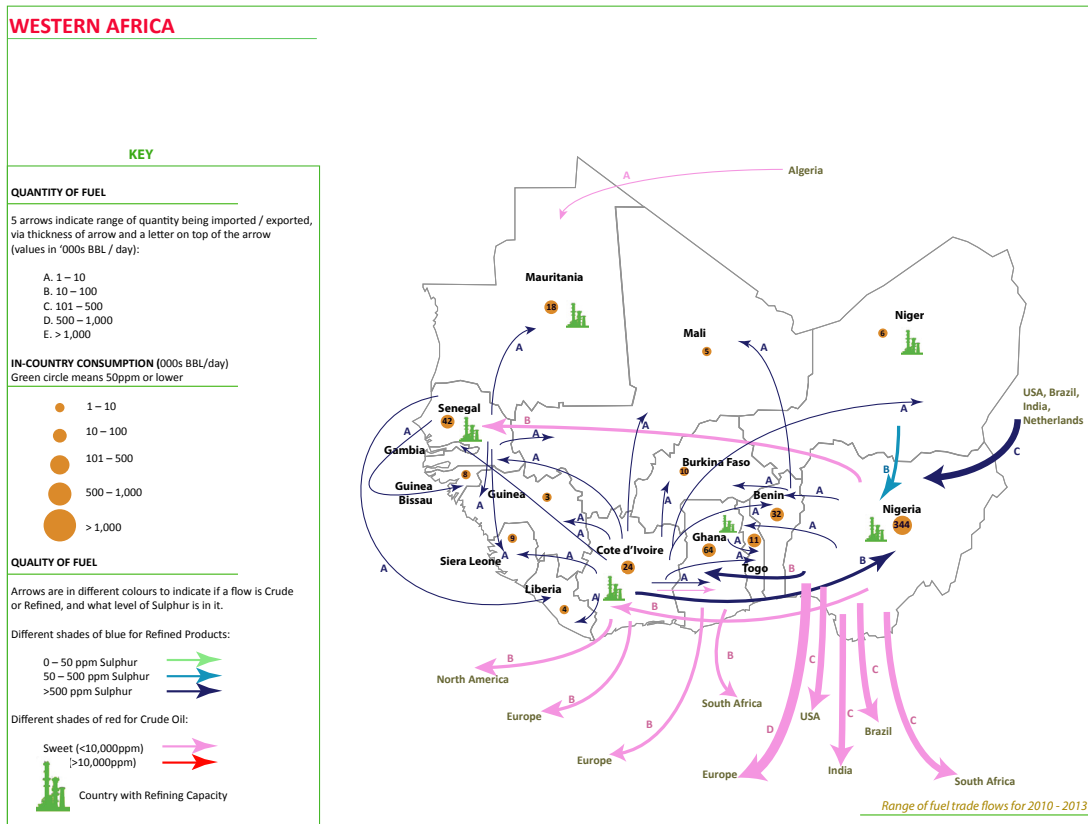 WESTERN AFRICA
KEY
QUANTITY OF FUEL
5 arrows indicate range of quantity being imported / exported,
via thickness of arrow and a letter on top of the arrow
(values in ‘000s BBL / day):
A. 1 – 10
B. 10 – 100
C. 101 – 500
D. 500 – 1,000
E. > 1,000
IN-COUNTRY CONSUMPTION (000s BBL/day)
Green circle means 50ppm or lower
1 – 10
10 – 100
101 – 500
500 – 1,000
> 1,000
QUALITY OF FUEL
Arrows are in different colours to indicate if a flow is Crude
or Refined, and what level of Sulphur is in it.
Different shades of blue for Refined Products:
0 – 50 ppm Sulphur
50 – 500 ppm Sulphur
>500 ppm Sulphur
Different shades of red for Crude Oil:
Sweet (<10,000ppm)
(>10,000ppm)
Country with Refining Capacity
A
Algeria
Mauritania
18
A
Mali
5
A
Niger
6
A
USA, Brazil,
India,
Netherlands
C
Senegal
42
A
B
A
A
Gambia
A
Burkina Faso
10
B
Guinea
Bissau
8
Guinea
3
A
A
Benin
32
A
A
Nigeria
344
A
A
A
A
Ghana
64
A
11
Togo
Siera Leone
9
A
A
Cote d’Ivoire
24
A
B
B
A
Liberia
4
A
A
B
B
North America
B
Europe
B
Europe
B
South Africa
D
Europe
C
USA
C
India
C
Brazil
C
South Africa
Range of fuel trade flows for 2010 - 2013